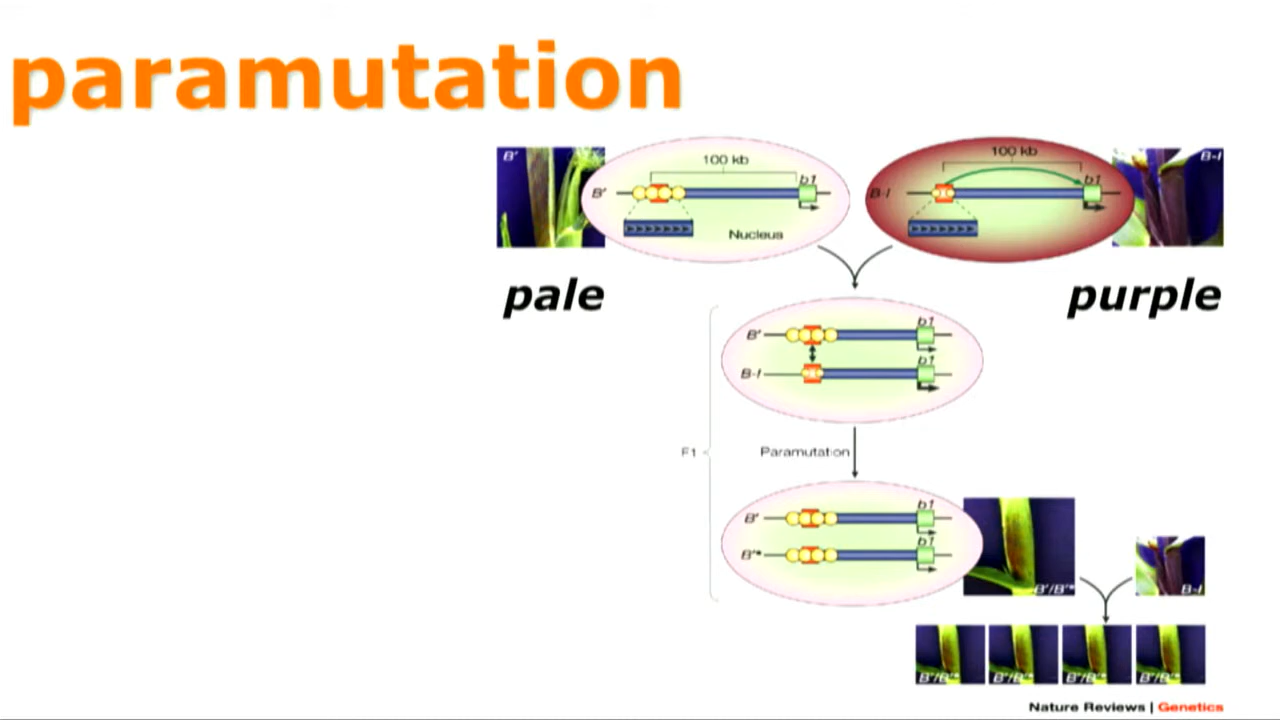 paramutation
B'
100 kb
B'
b1
Nucleus
100 kb
B-I
b1
B-I
pale
purple
B'
b1
B-I
b1
F1
Paramutation
B'
b1
B'*
b1
B'/B'*
B-I
B'/B'*
B'/B'*
B'/B'*
B'/B'*
Nature Reviews | Genetics